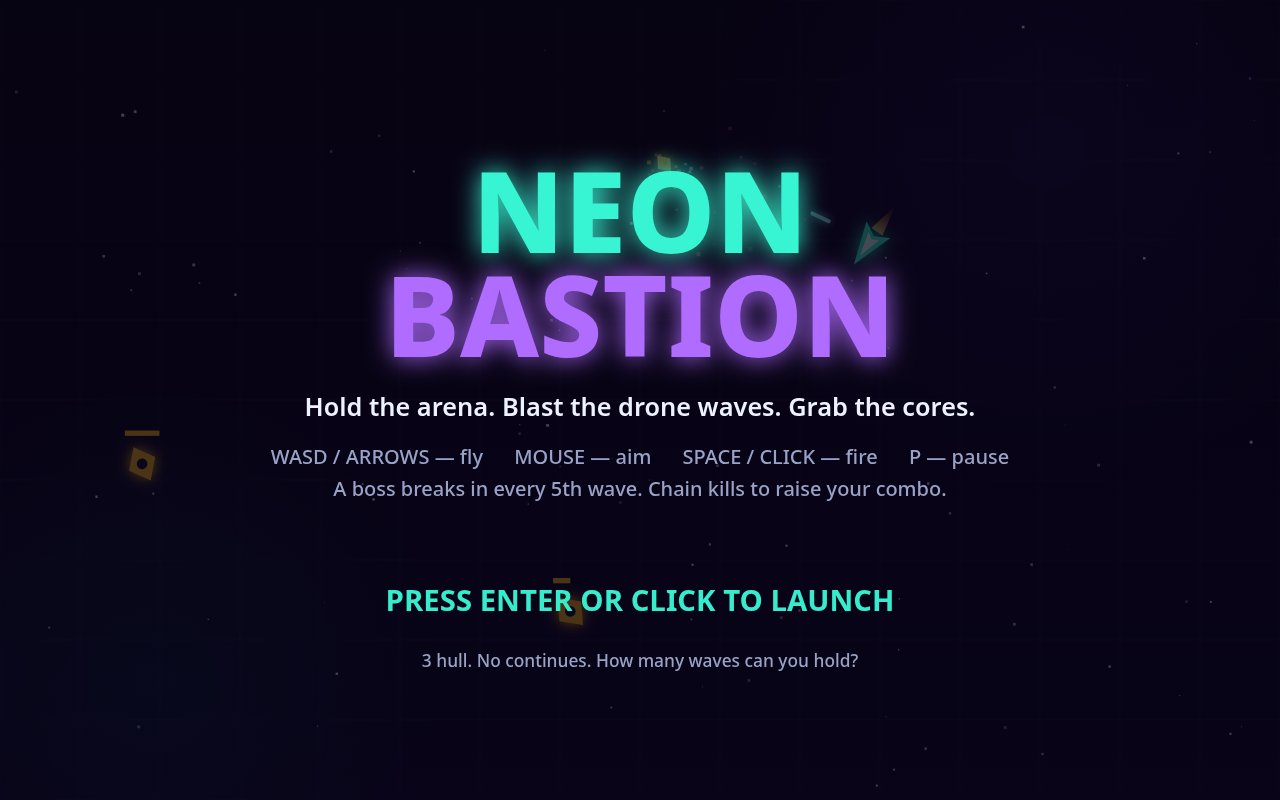 NEON
BASTION
Hold the arena. Blast the drone waves. Grab the cores.
WASD / ARROWS — fly MOUSE — aim SPACE / CLICK — fire P — pause
A boss breaks in every 5th wave. Chain kills to raise your combo.
PRESS ENTER OR CLICK TO LAUNCH
3 hull. No continues. How many waves can you hold?